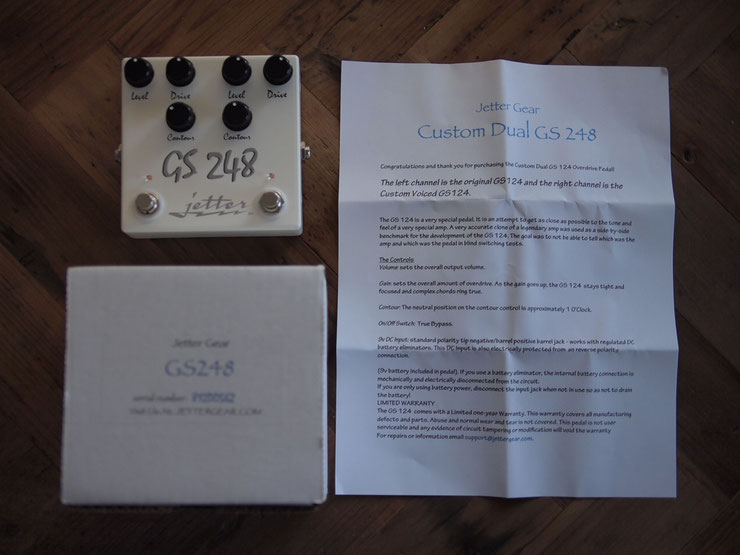 Level Drive Level Drive
Contour Contour
GS 248
jetter
Jetter Gear
GS248
serial number:
Visit Us At: JETTERGEAR.COM
Jetter Gear
Custom Dual GS 248
Congratulations and thank you for purchasing the Custom Dual GS 124 Overdrive Pedal!
The left channel is the original GS124 and the right channel is the
Custom Voiced GS124.
The GS 124 is a very special pedal. It is an attempt to get as close as possible to the tone and
feel of a very special amp. A very accurate clone of a legendary amp was used as a side-by-side
benchmark for the development of the GS 124. The goal was to not be able to tell which was the
amp and which was the pedal in blind switching tests.
The Controls
Volume: sets the overall output volume.
Gain: sets the overall amount of overdrive. As the gain goes up, the GS 124 stays tight and
focused and complex chords ring true.
Contour: The neutral position on the contour control is approximately 1 O'Clock.
On/Off Switch: True Bypass.
9v DC Input: standard polarity tip negative/barrel positive barrel jack - works with regulated DC
battery eliminators. This DC input is also electrically protected from an reverse polarity
connection.
(9v battery included in pedal). If you use a battery eliminator, the internal battery connection is
mechanically and electrically disconnected from the circuit.
If you are only using battery power, disconnect the input jack when not in use so as not to drain
the battery!
LIMITED WARRANTY
The GS 124 comes with a Limited one-year Warranty. This warranty covers all manufacturing
defects and parts. Abuse and normal wear and tear is not covered. This pedal is not user
serviceable and any evidence of circuit tampering or modification will void the warranty
For repairs or information email support@jettergear.com.